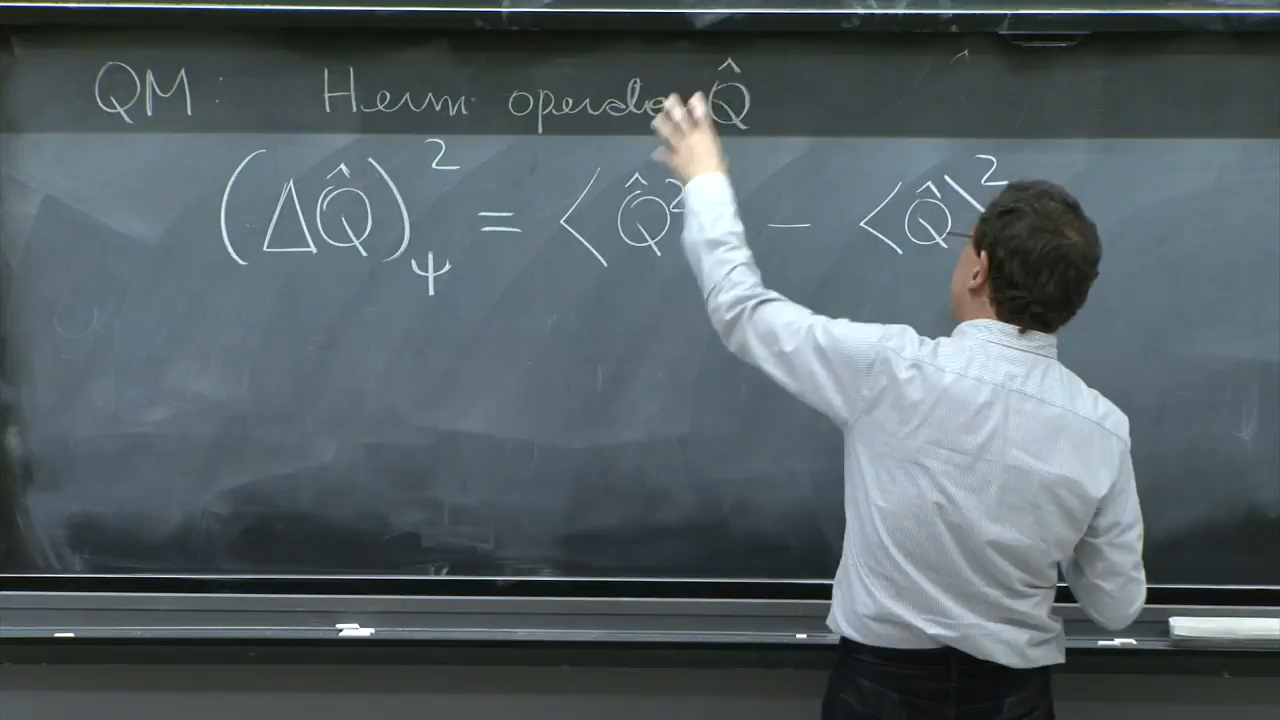 QM: Herm operator Q̂
(ΔQ̂)²_ψ = ⟨Q̂² - ⟨Q̂⟩²